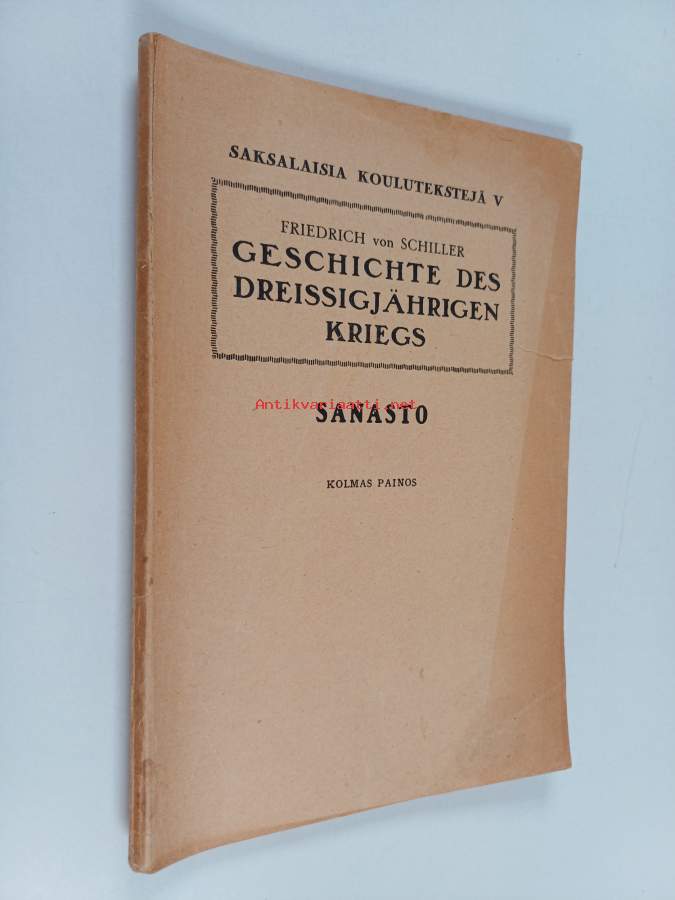 SAKSALAISIA KOULUTEKSTEJÄ V
FRIEDRICH von SCHILLER
GESCHICHTE DES
DREISSIGJÄHRIGEN
KRIEGS
Antikvariaatti.net
SANASTO
KOLMAS PAINOS